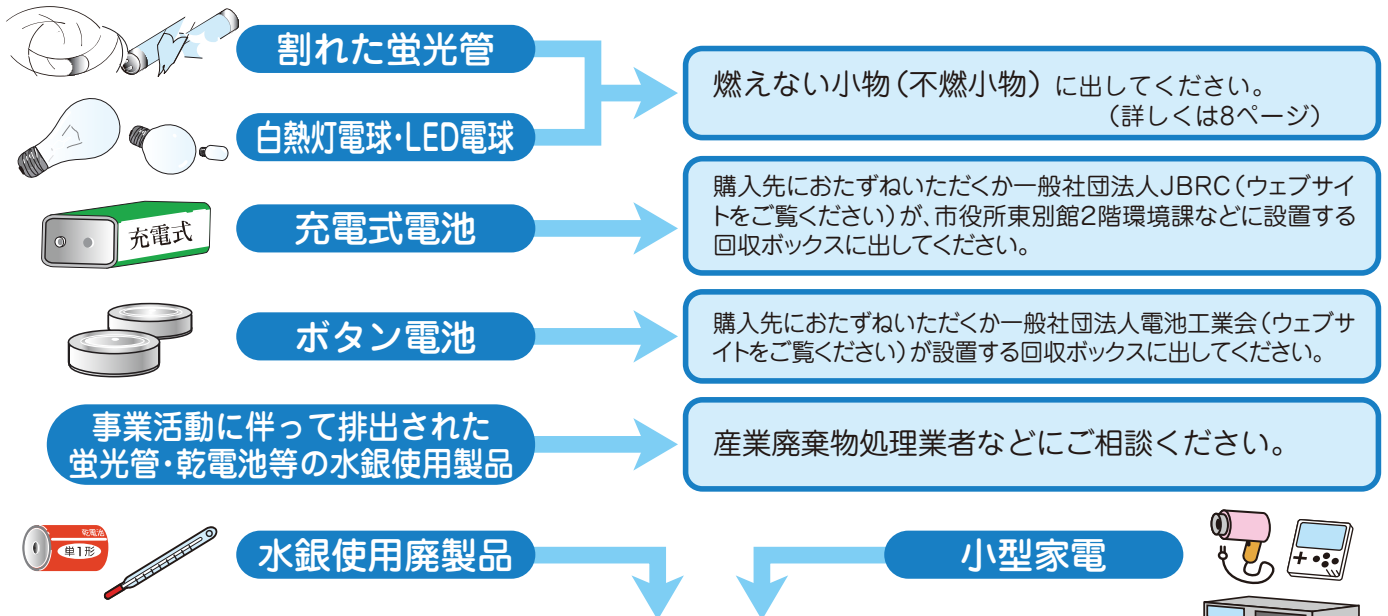 割れた蛍光管
白熱灯電球・LED電球
燃えない小物(不燃小物)に出してください。
(詳しくは8ページ)
充電式
充電式電池
購入先におたずねいただくか一般社団法人JBRC(ウェブサイ
トをご覧ください)が、市役所東別館2階環境課などに設置する
回収ボックスに出してください。
ボタン電池
購入先におたずねいただくか一般社団法人電池工業会(ウェブサ
イトをご覧ください)が設置する回収ボックスに出してください。
事業活動に伴って排出された
蛍光管・乾電池等の水銀使用製品
産業廃棄物処理業者などにご相談ください。
乾電池
単1形
水銀使用廃製品
小型家電